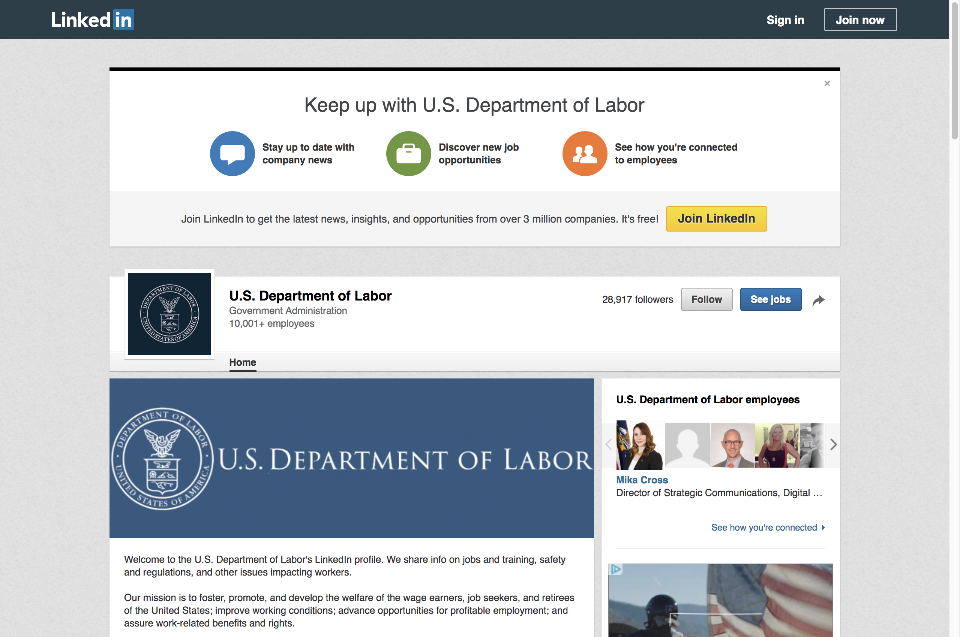 Linked in
Sign in
Join now
×
Keep up with U.S. Department of Labor
Stay up to date with
company news
Discover new job
opportunities
See how you're connected
to employees
Join LinkedIn to get the latest news, insights, and opportunities from over 3 million companies. It's free!
Join LinkedIn
DEPARTMENT OF LABOR
UNITED STATES OF AMERICA
U.S. Department of Labor
Government Administration
10,001+ employees
28,917 followers
Follow
See jobs
Home
DEPARTMENT OF LABOR
UNITED STATES OF AMERICA
U.S. DEPARTMENT OF LABOR
Welcome to the U.S. Department of Labor's LinkedIn profile. We share info on jobs and training, safety
and regulations, and other issues impacting workers.
Our mission is to foster, promote, and develop the welfare of the wage earners, job seekers, and retirees
of the United States; improve working conditions; advance opportunities for profitable employment; and
assure work-related benefits and rights.
U.S. Department of Labor employees
Mika Cross
Director of Strategic Communications, Digital ...
See how you're connected